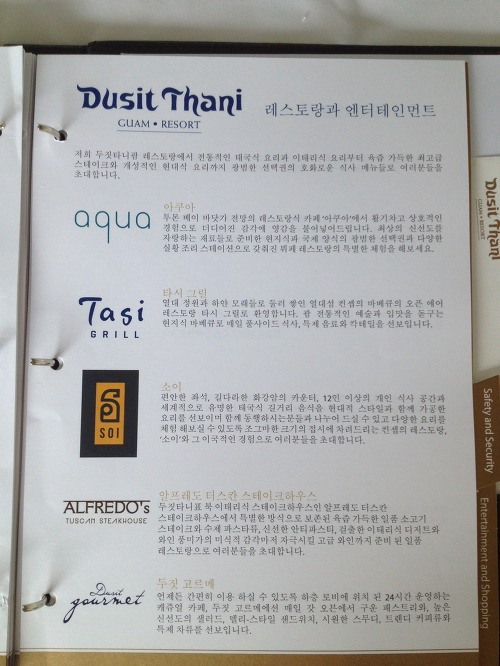 Dusit Thani
GUAM • RESORT
레스토랑과 엔터테인먼트
저희 두짓타니괌 레스토랑에서 전통적인 태국식 요리과 이태리식 요리부터 육즙 가득한 최고급
스테이크와 개성적인 현대식 요리까지 광범한 선택권의 호화로운 식사 메뉴들로 여러분들을
초대합니다.
aqua
아쿠아
투몬 베이 바닷가 전망의 레스토랑식 카페'아쿠아'에서 활기차고 상호적인
경험으로 더디어진 감각에 영감을 불어넣어드립니다. 최상의 신선도를
자랑하는 재료들로 준비한 현지식과 국제 양식의 광범한 선택권과 다양한
실황 조리 스테이션으로 갖춰진 뷔페 레스토랑의 특별한 체험을 해보세요.
Tasi
GRILL
타시 그릴
열대 정원과 하얀 모래들로 둘러 쌓인 열대섬 컨셉의 바베큐의 오픈 에어
레스토랑 타시 그릴로 환영합니다. 괌 전통적인 예술과 입맛을 돋구는
현지식 바베큐로 매일 풀사이드 식사, 특제 음료와 칵테일을 선보입니다.
SOI
소이
편안한 좌석, 길다라한 화강암의 카운터, 12인 이상의 개인 식사 공간과
세계적으로 유명한 태국식 길거리 음식을 현대적 스타일과 함께 가공한
요리를 선보이며 함께 동행하시는분들과 나누어 드실 수 있고 다양한 요리를
체험 해보실 수 있도록 조그마한 크기의 접시에 차려드리는 컨셉의 레스토랑,
'소이'와 그 이국적인 경험으로 여러분들을 초대합니다.
ALFREDO's
TUSCAN STEAKHOUSE
알프레도 터스칸 스테이크하우스
두짓타니표 룩 이태리식 스테이크하우스인 알프레도 터스칸
스테이크하우스에서 특별한 방식으로 보존된 육즙 가득한 일품 소고기
스테이크와 수제 파스타류, 신선한 안티파스타, 걸출한 이태리식 디저트와
와인 풍미가의 미식적 감각마저 자극시킬 고급 와인까지 준비 된 일품
레스토랑으로 여러분들을 초대합니다.
Dusit
gourmet
두짓 고르메
언제든 간편히 이용 하실 수 있도록 하층 로비에 위치 된 24시간 운영하는
캐쥬얼 카페, 두짓 고르메에선 매일 갓 오븐에서 구운 패스트리와, 높은
신선도의 샐러드, 델리-스타일 샌드위치, 시원한 스무디, 트렌디 커피류와
특제 차류를 선보입니다.
Dusit Thani
GUAM • RESORT
Safety and Security
Entertainment and Shopping